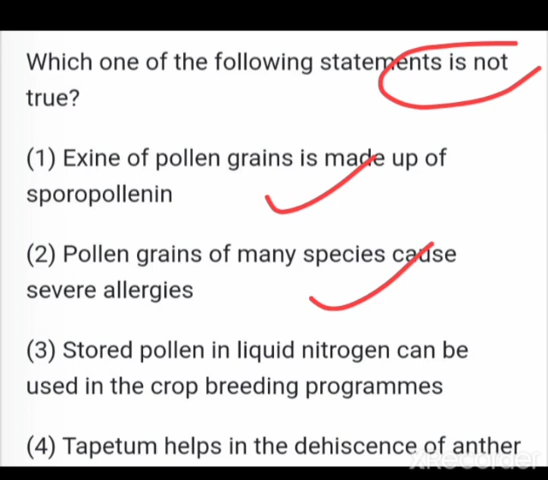 Which one of the following statements is not
true?
(1) Exine of pollen grains is made up of
sporopollenin
(2) Pollen grains of many species cause
severe allergies
(3) Stored pollen in liquid nitrogen can be
used in the crop breeding programmes
(4) Tapetum helps in the dehiscence of anther
XRecorder